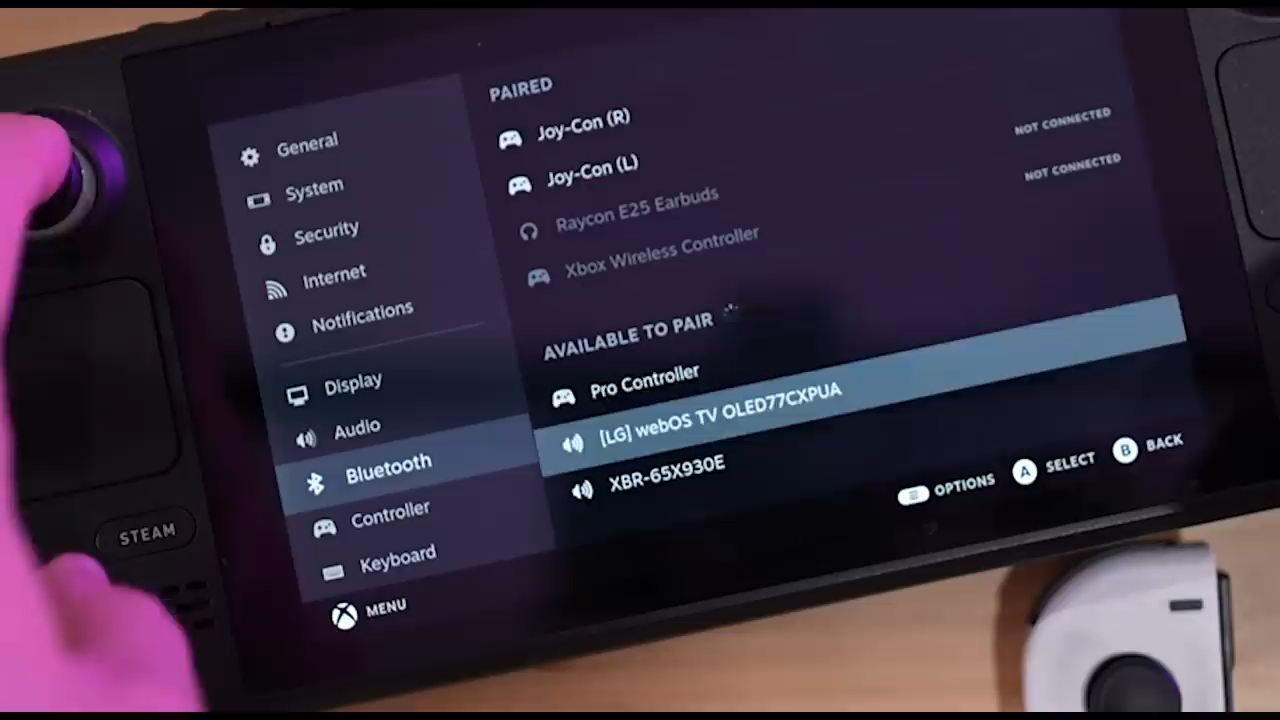 General
System
Security
Internet
Notifications
Display
Audio
Bluetooth
Controller
Keyboard
MENU
STEAM
PAIRED
Joy-Con (R)
NOT CONNECTED
Joy-Con (L)
NOT CONNECTED
Raycon E25 Earbuds
Xbox Wireless Controller
AVAILABLE TO PAIR
Pro Controller
[LG] webOS TV OLED77CXPUA
XBR-65X930E
OPTIONS A SELECT B BACK